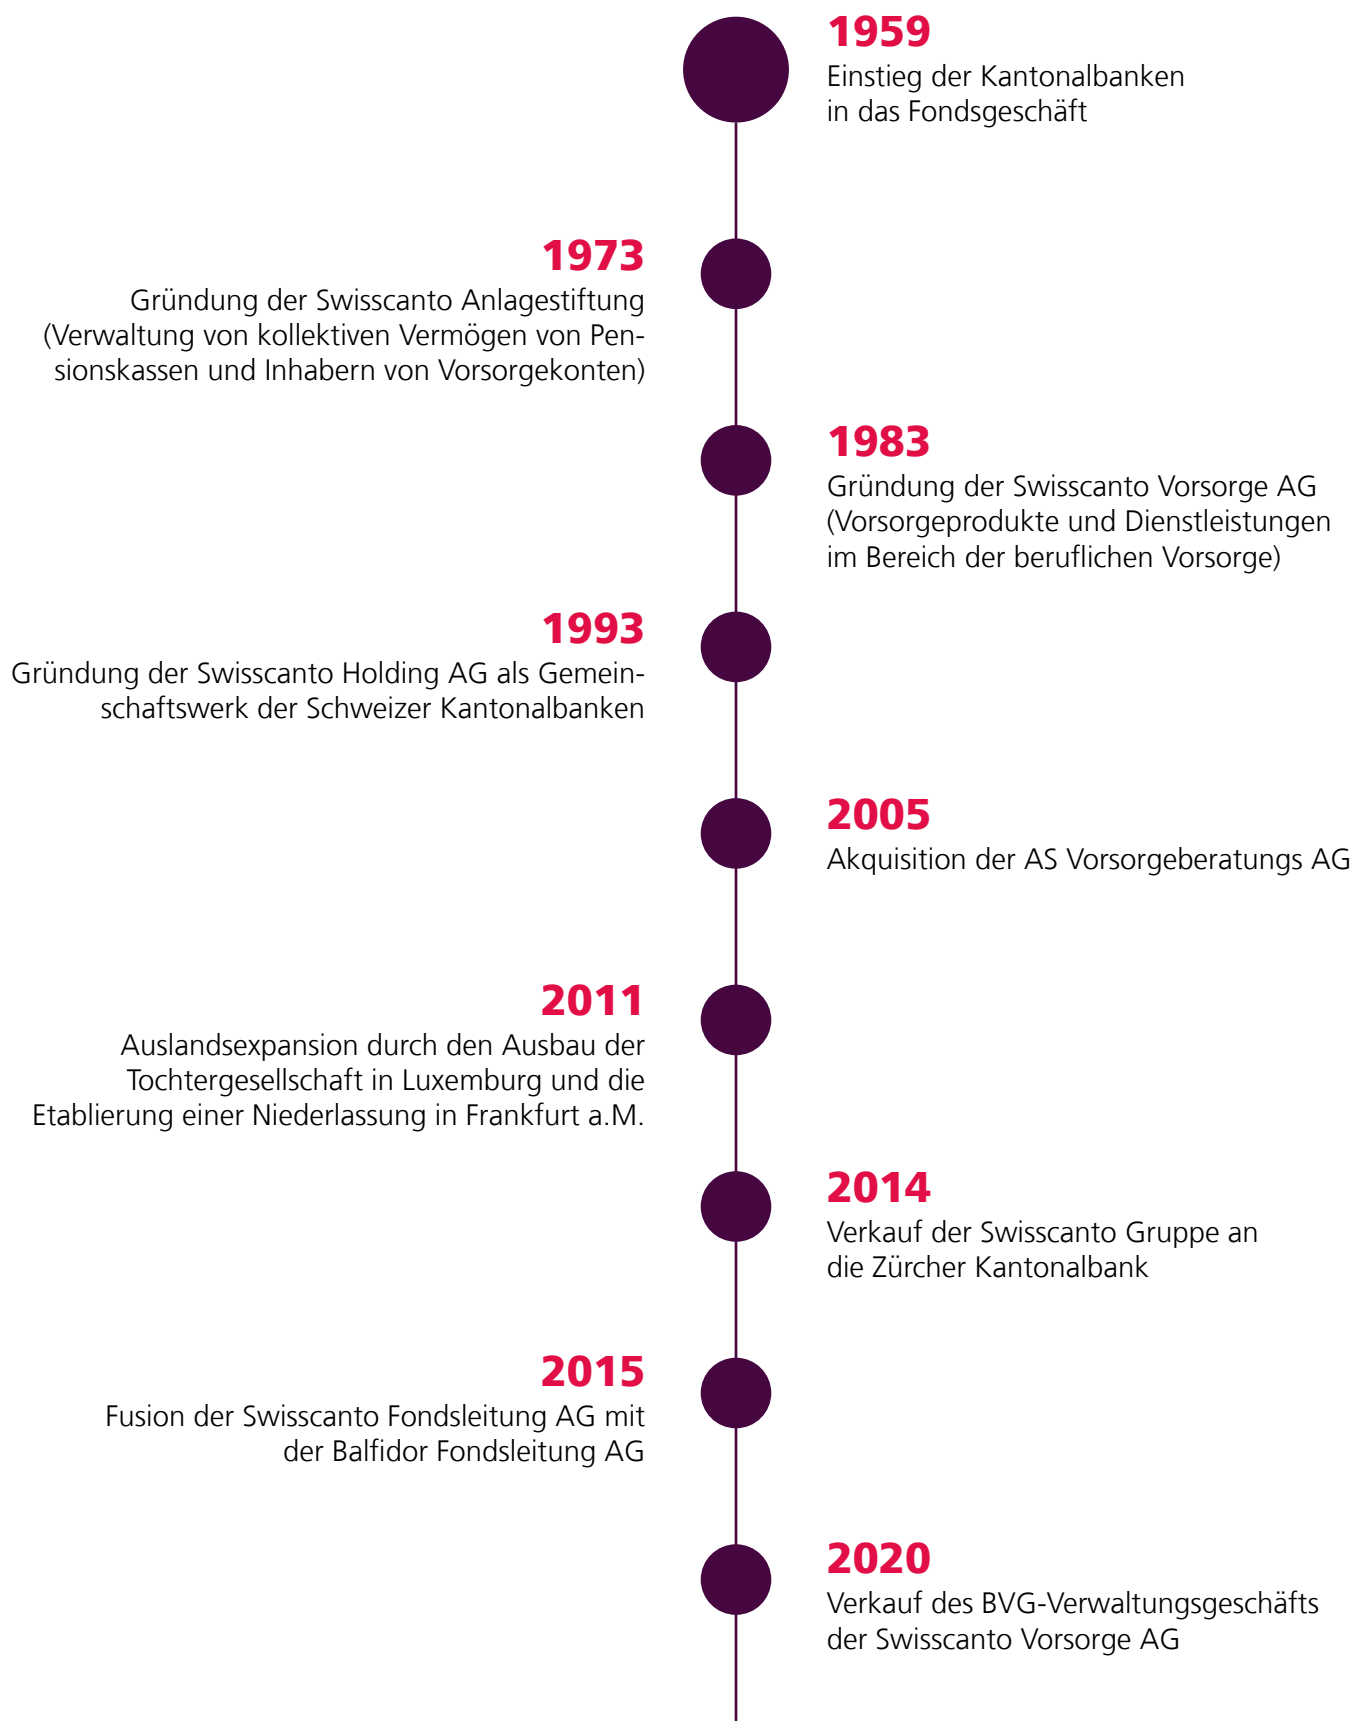 1959
Einstieg der Kantonalbanken
in das Fondsgeschäft
1973
Gründung der Swisscanto Anlagestiftung
(Verwaltung von kollektiven Vermögen von Pen-
sionskassen und Inhabern von Vorsorgekonten)
1983
Gründung der Swisscanto Vorsorge AG
(Vorsorgeprodukte und Dienstleistungen
im Bereich der beruflichen Vorsorge)
1993
Gründung der Swisscanto Holding AG als Gemein-
schaftswerk der Schweizer Kantonalbanken
2005
Akquisition der AS Vorsorgeberatungs AG
2011
Auslandsexpansion durch den Ausbau der
Tochtergesellschaft in Luxemburg und die
Etablierung einer Niederlassung in Frankfurt a.M.
2014
Verkauf der Swisscanto Gruppe an
die Zürcher Kantonalbank
2015
Fusion der Swisscanto Fondsleitung AG mit
der Balfidor Fondsleitung AG
2020
Verkauf des BVG-Verwaltungsgeschäfts
der Swisscanto Vorsorge AG